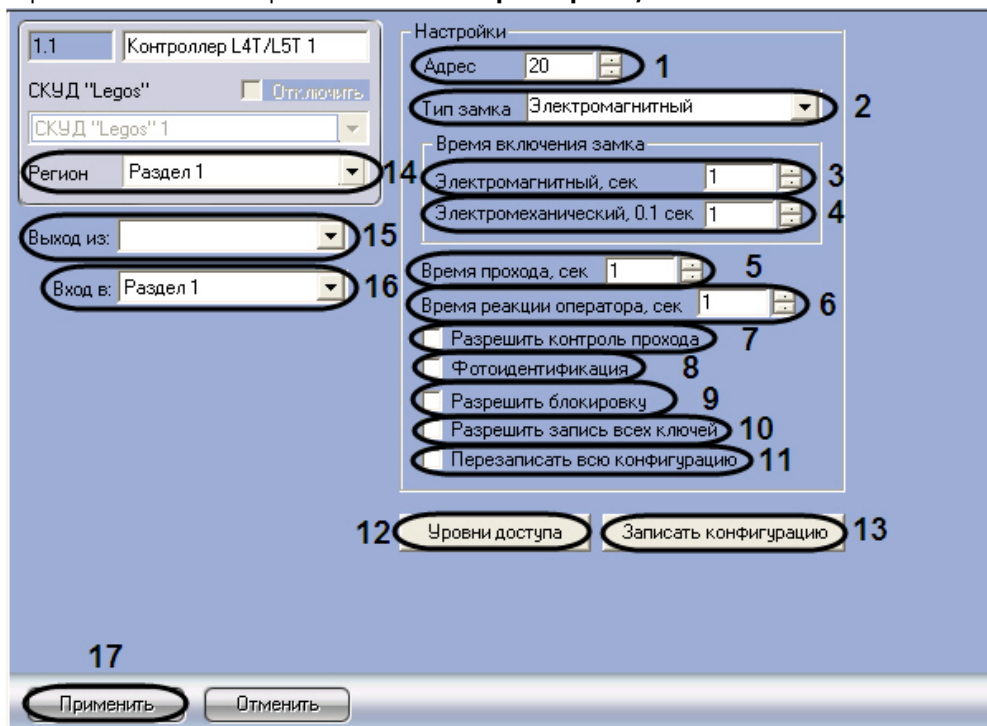 1.1 Контроллер L4T/L5T 1
СКУД "Legos" Отключить
СКУД "Legos" 1
Регион Раздел 1 14
Выход из: 15
Вход в: Раздел 1 16
Настройки
Адрес 20 1
Тип замка Электромагнитный 2
Время включения замка
Электромагнитный, сек 1 3
Электромеханический, 0.1 сек 1 4
Время прохода, сек 1 5
Время реакции оператора, сек 1 6
Разрешить контроль прохода 7
Фотоидентификация 8
Разрешить блокировку 9
Разрешить запись всех ключей 10
Перезаписать всю конфигурацию 11
12 Уровни доступа Записать конфигурацию 13
17
Применить Отменить